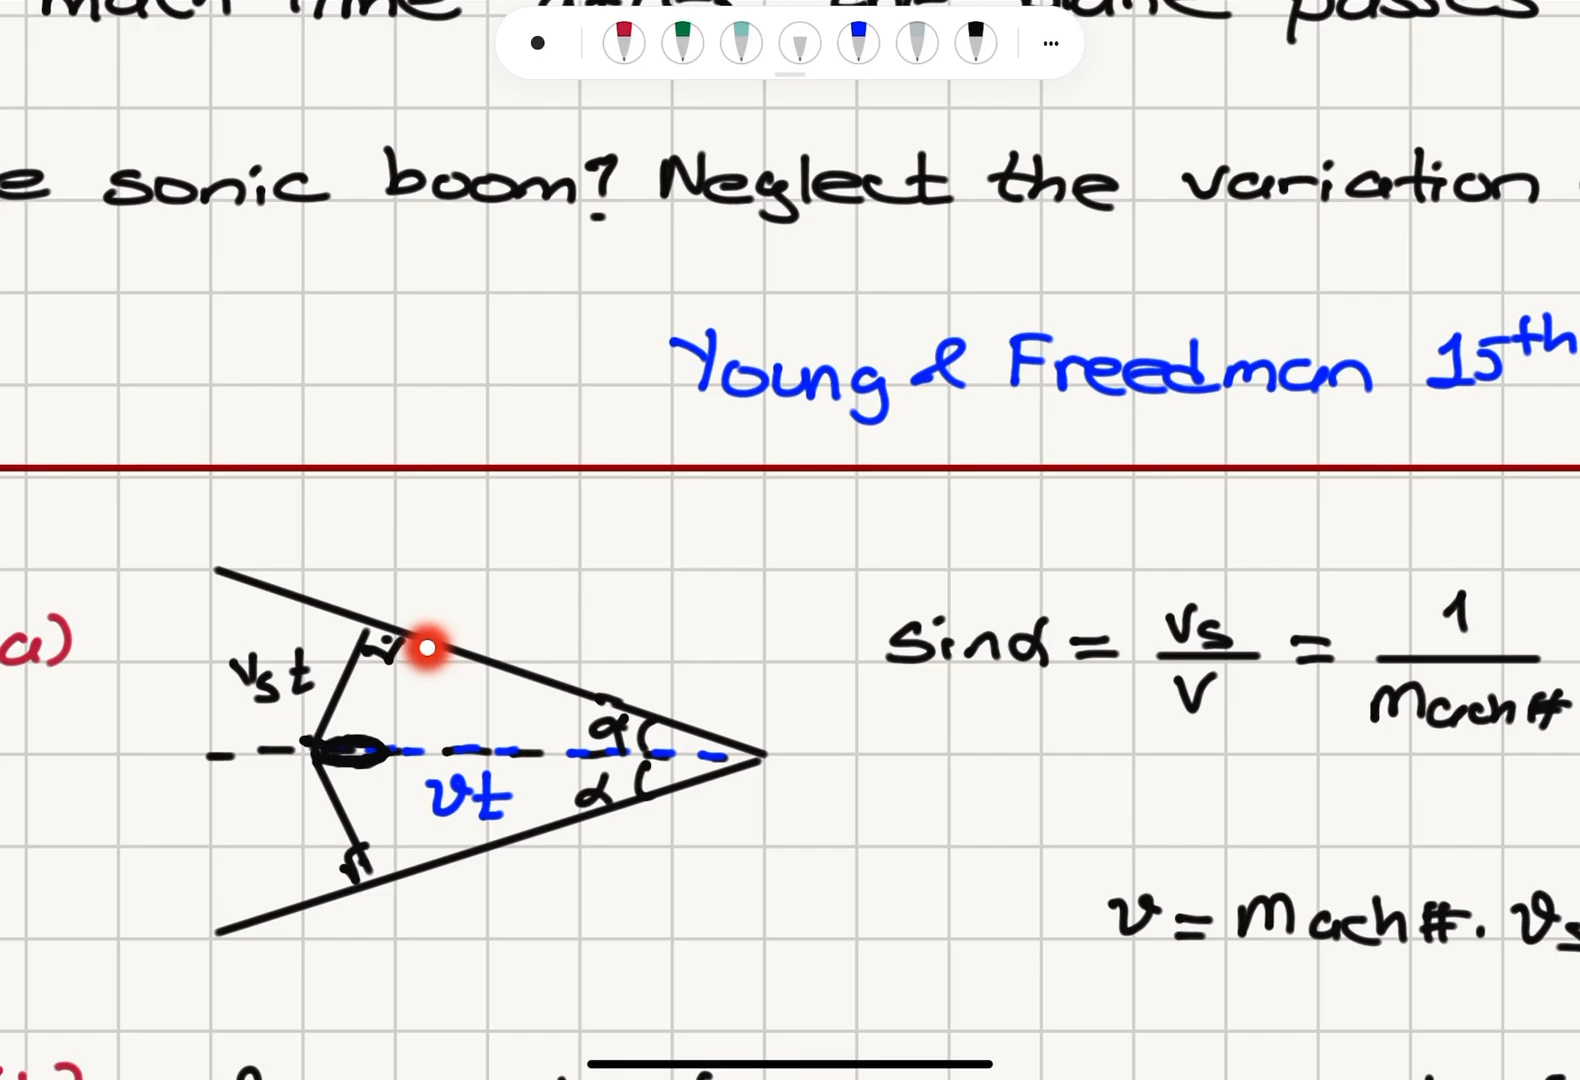 e sonic boom? Neglect the variation
Young & Freedman 15th
a)
vs t
α
α
vt
sinα = vs/v = 1/Mach#
v = Mach#. vs